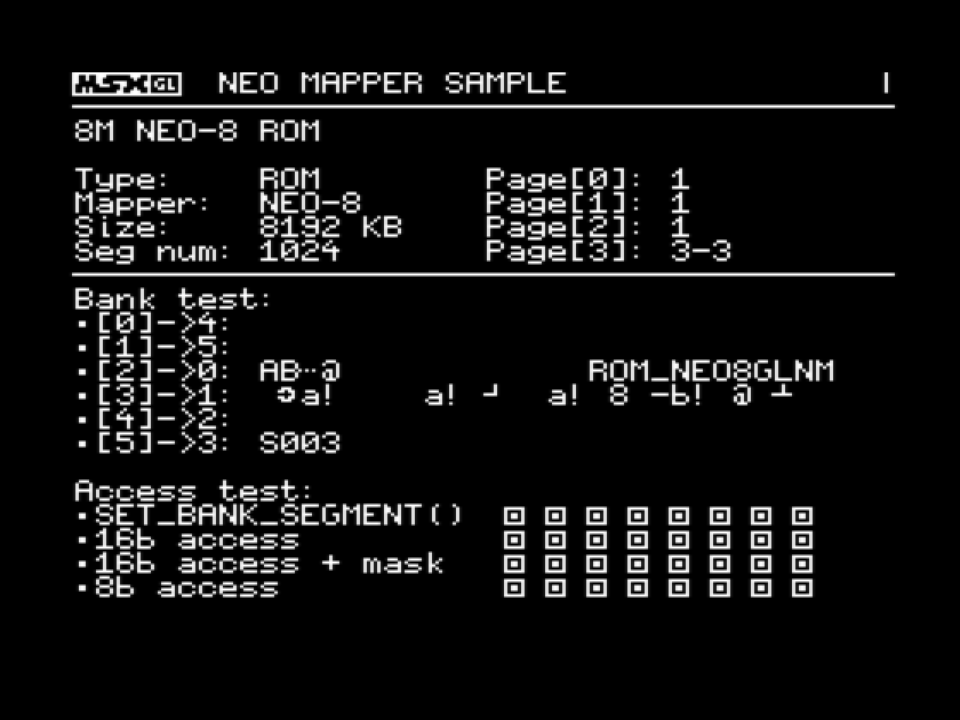 MSX GL NEO MAPPER SAMPLE |
8M NEO-8 ROM
Type: ROM Page[0]: 1
Mapper: NEO-8 Page[1]: 1
Size: 8192 KB Page[2]: 1
Seg num: 1024 Page[3]: 3-3
Bank test:
·[0]->4:
·[1]->5:
·[2]->0: AB··@ ROM_NEO8GLNM
·[3]->1: a! a! ┘ a! 8 -b! @ ┴
·[4]->2:
·[5]->3: S003
Access test:
·SET_BANK_SEGMENT()
·16b access
·16b access + mask
·8b access